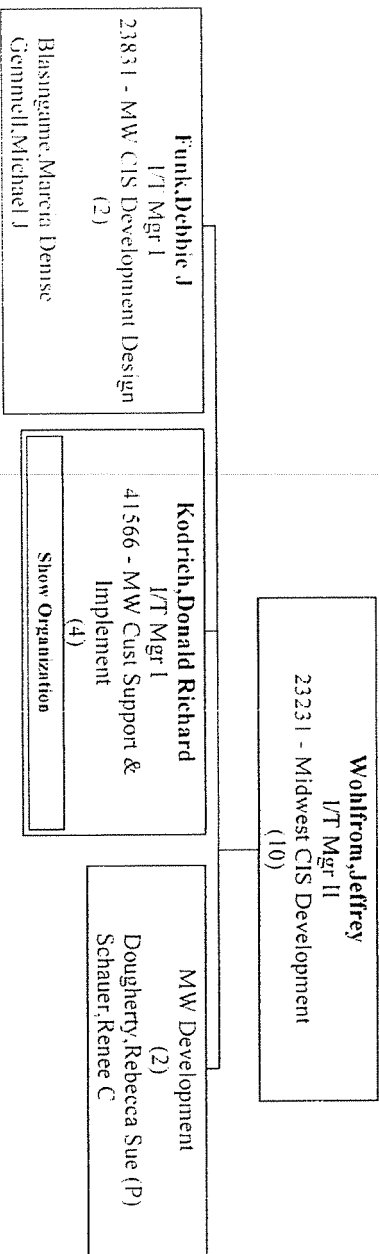 Wohlfrom,Jeffrey
I/T Mgr II
23231 - Midwest CIS Development
(10)
Funk,Debbie J
I/T Mgr I
23831 - MW CIS Development Design
(2)
Blasingame,Marcia Denise
Gemmell,Michael J
Kodrich,Donald Richard
I/T Mgr I
41566 - MW Cust Support &
Implement
(4)
Show Organization
MW Development
(2)
Dougherty,Rebecca Sue (P)
Schauer,Renee C